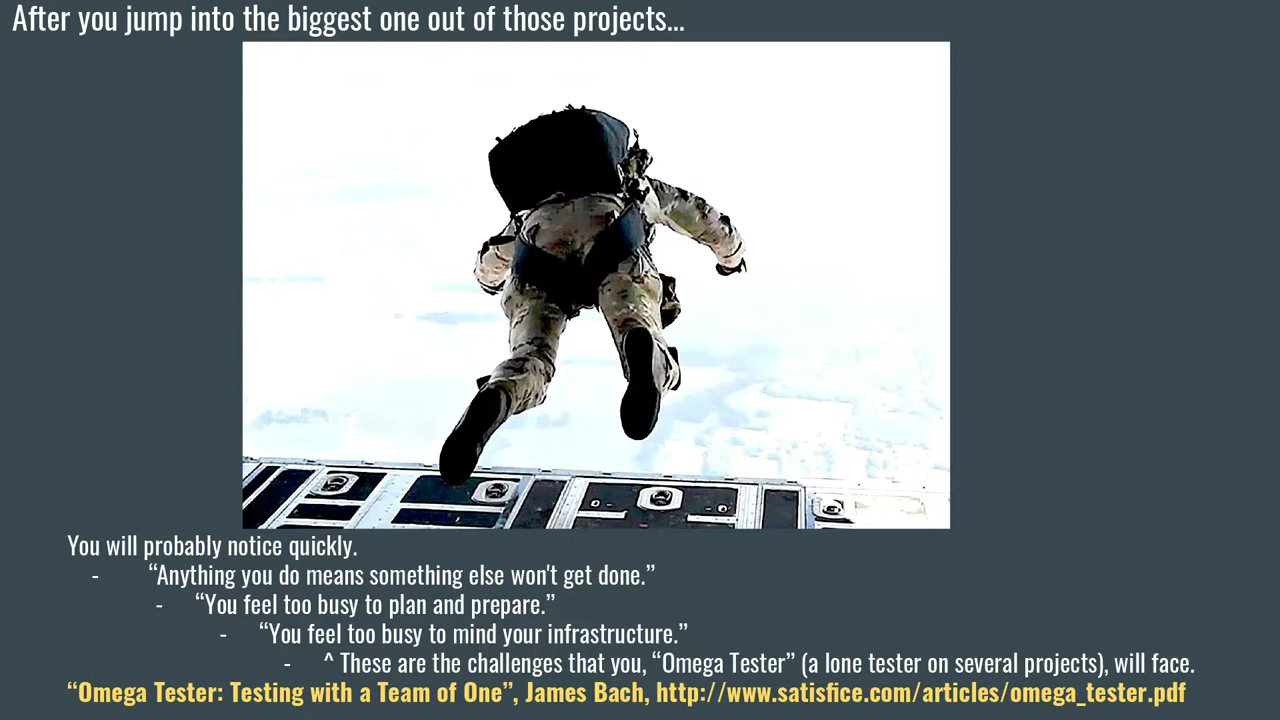 After you jump into the biggest one out of those projects...
You will probably notice quickly.
- “Anything you do means something else won't get done.”
- “You feel too busy to plan and prepare.”
- “You feel too busy to mind your infrastructure.”
- ^ These are the challenges that you, “Omega Tester” (a lone tester on several projects), will face.
“Omega Tester: Testing with a Team of One”, James Bach, http://www.satisfice.com/articles/omega_tester.pdf